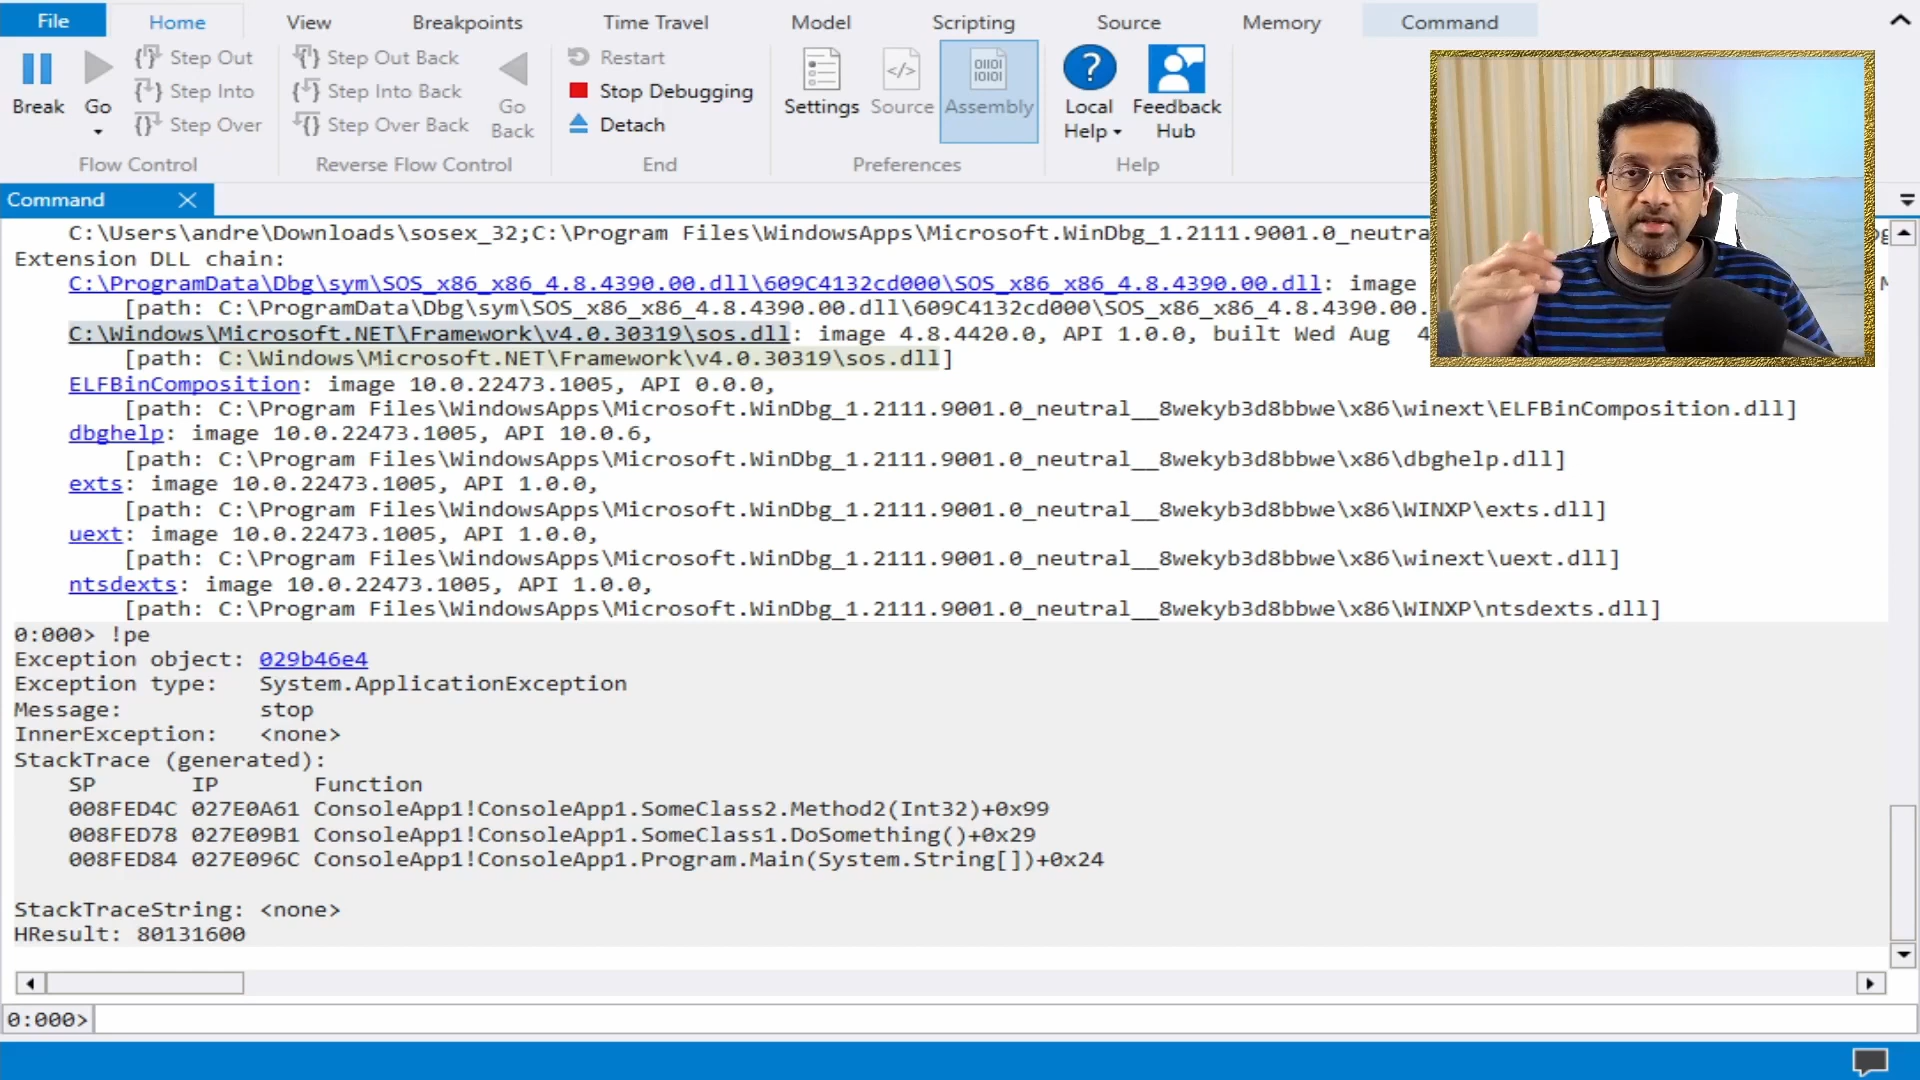 File Home View Breakpoints Time Travel Model Scripting Source Memory Command
Break
Go
Step Out
Step Into
Step Over
Flow Control
Step Out Back
Step Into Back
Step Over Back
Go Back
Reverse Flow Control
Restart
Stop Debugging
Detach
End
Settings
Source
Assembly
Preferences
Local Help
Feedback Hub
Help
Command
C:\Users\andre\Downloads\sosex_32;C:\Program Files\WindowsApps\Microsoft.WinDbg_1.2111.9001.0_neutra
Extension DLL chain:
C:\ProgramData\Dbg\sym\SOS_x86_x86_4.8.4390.00.dll\609C4132cd000\SOS_x86_x86_4.8.4390.00.dll: image
[path: C:\ProgramData\Dbg\sym\SOS_x86_x86_4.8.4390.00.dll\609C4132cd000\SOS_x86_x86_4.8.4390.00.
C:\Windows\Microsoft.NET\Framework\v4.0.30319\sos.dll: image 4.8.4420.0, API 1.0.0, built Wed Aug 4
[path: C:\Windows\Microsoft.NET\Framework\v4.0.30319\sos.dll]
ELFBinComposition: image 10.0.22473.1005, API 0.0.0,
[path: C:\Program Files\WindowsApps\Microsoft.WinDbg_1.2111.9001.0_neutral__8wekyb3d8bbwe\x86\winext\ELFBinComposition.dll]
dbghelp: image 10.0.22473.1005, API 10.0.6,
[path: C:\Program Files\WindowsApps\Microsoft.WinDbg_1.2111.9001.0_neutral__8wekyb3d8bbwe\x86\dbghelp.dll]
exts: image 10.0.22473.1005, API 1.0.0,
[path: C:\Program Files\WindowsApps\Microsoft.WinDbg_1.2111.9001.0_neutral__8wekyb3d8bbwe\x86\WINXP\exts.dll]
uext: image 10.0.22473.1005, API 1.0.0,
[path: C:\Program Files\WindowsApps\Microsoft.WinDbg_1.2111.9001.0_neutral__8wekyb3d8bbwe\x86\winext\uext.dll]
ntsdexts: image 10.0.22473.1005, API 1.0.0,
[path: C:\Program Files\WindowsApps\Microsoft.WinDbg_1.2111.9001.0_neutral__8wekyb3d8bbwe\x86\WINXP\ntsdexts.dll]
0:000> !pe
Exception object: 029b46e4
Exception type: System.ApplicationException
Message: stop
InnerException: <none>
StackTrace (generated):
SP IP Function
008FED4C 027E0A61 ConsoleApp1!ConsoleApp1.SomeClass2.Method2(Int32)+0x99
008FED78 027E09B1 ConsoleApp1!ConsoleApp1.SomeClass1.DoSomething()+0x29
008FED84 027E096C ConsoleApp1!ConsoleApp1.Program.Main(System.String[])+0x24
StackTraceString: <none>
HResult: 80131600
0:000>